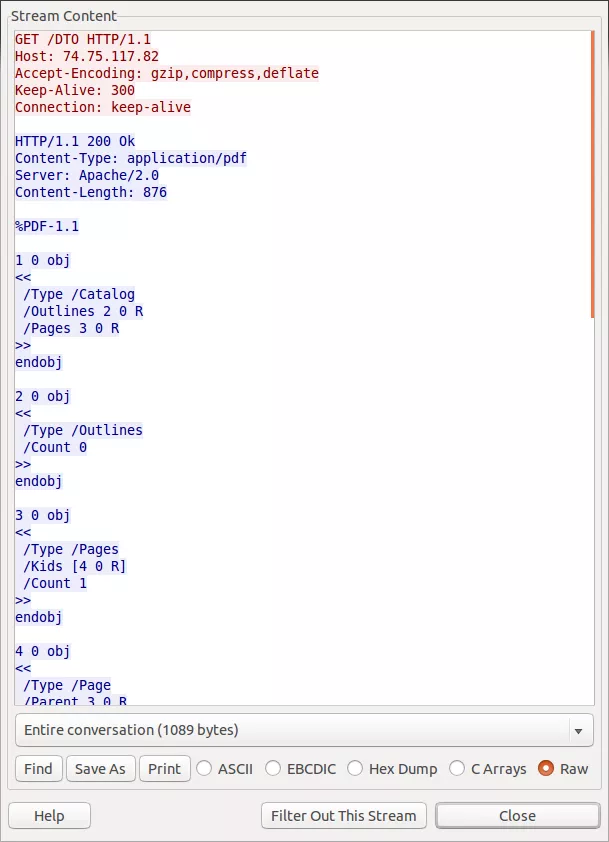 Stream Content
GET /DTO HTTP/1.1
Host: 74.75.117.82
Accept-Encoding: gzip,compress,deflate
Keep-Alive: 300
Connection: keep-alive
HTTP/1.1 200 Ok
Content-Type: application/pdf
Server: Apache/2.0
Content-Length: 876
%PDF-1.1
1 0 obj
<<
/Type /Catalog
/Outlines 2 0 R
/Pages 3 0 R
>>
endobj
2 0 obj
<<
/Type /Outlines
/Count 0
>>
endobj
3 0 obj
<<
/Type /Pages
/Kids [4 0 R]
/Count 1
>>
endobj
4 0 obj
<<
/Type /Page
/Parent 3 0 R
Entire conversation (1089 bytes)
Find Save As Print ASCII EBCDIC Hex Dump C Arrays Raw
Help Filter Out This Stream Close